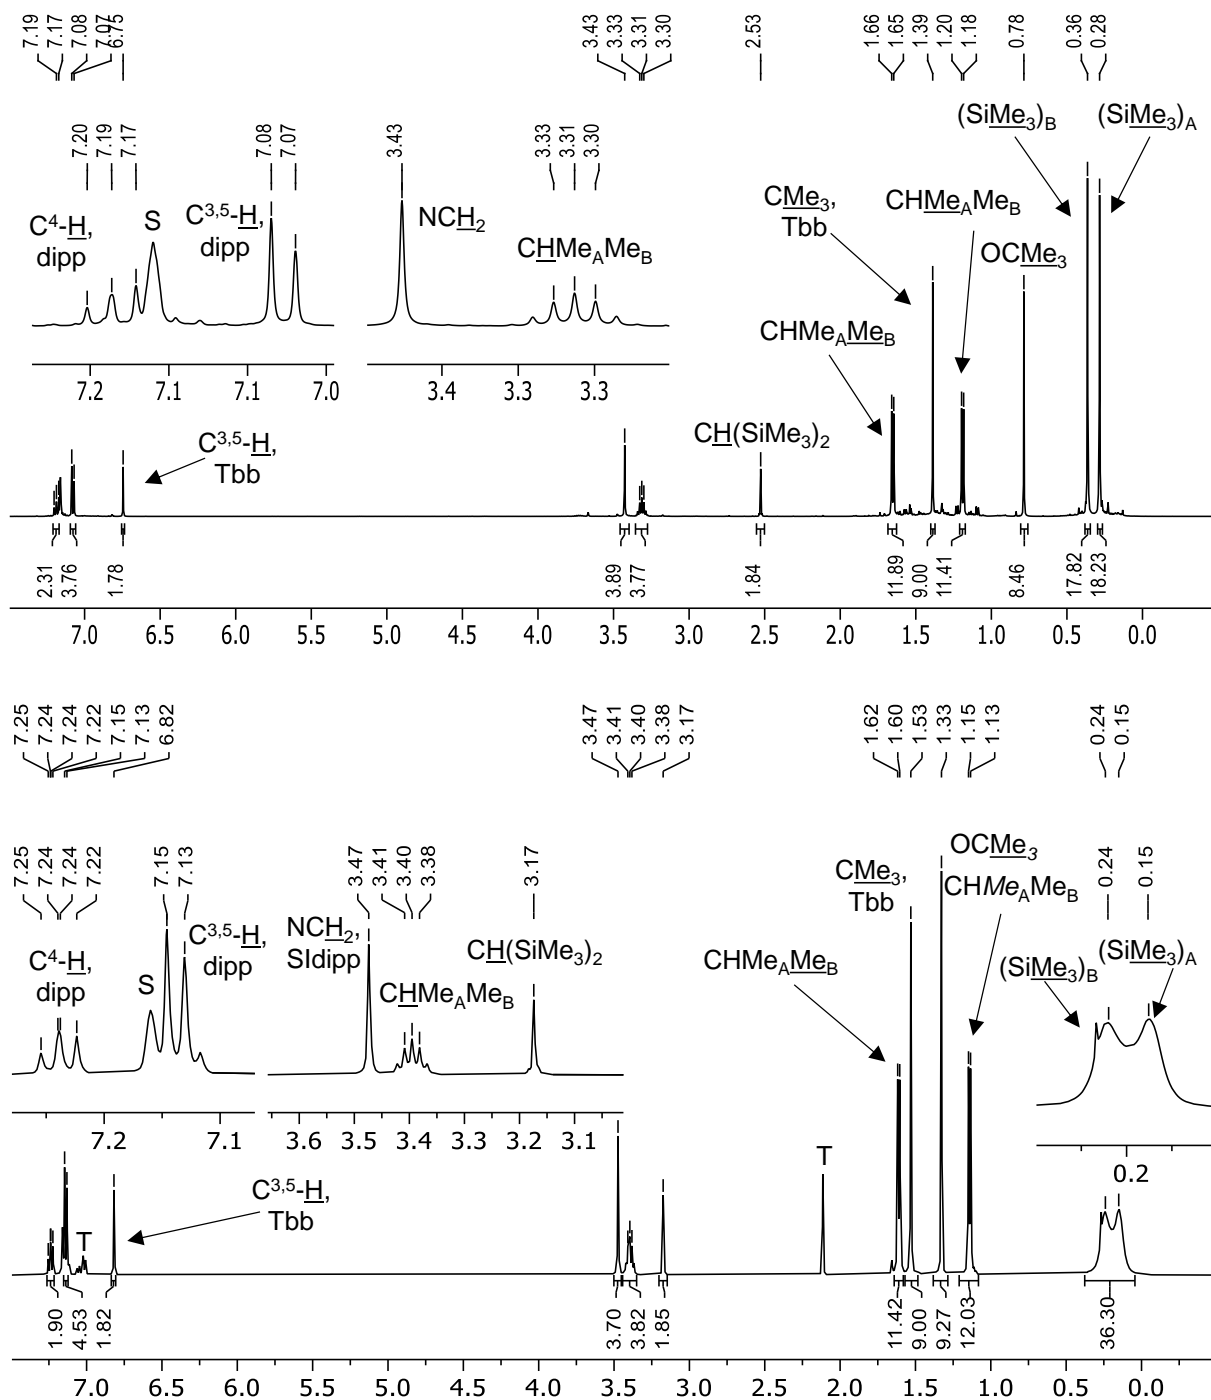 7.19 7.17 7.08 7.07 6.75 3.43 3.33 3.31 3.30 2.53 1.66 1.65 1.39 1.20 1.18 0.78 0.36 0.28
(SiMe3)B (SiMe3)A
7.20 7.19 7.17 7.08 7.07 3.43 3.33 3.31 3.30
C4-H,
dipp
S
C3,5-H,
dipp
NCH2
CHMeAMeB
CMe3,
Tbb
CHMeAMeB
OCMe3
CHMeAMeB
7.2 7.1 7.0
3.4 3.3 3.3
C3,5-H,
Tbb
CH(SiMe3)2
2.31 3.76 1.78 3.89 3.77 1.84 11.89 9.00 11.41 8.46 17.82 18.23
7.0 6.5 6.0 5.5 5.0 4.5 4.0 3.5 3.0 2.5 2.0 1.5 1.0 0.5 0.0
7.25 7.24 7.24 7.22 7.15 7.13 6.82 3.47 3.41 3.40 3.38 3.17 1.62 1.60 1.53 1.33 1.15 1.13 0.24 0.15
7.25 7.24 7.24 7.22 7.15 7.13 3.47 3.41 3.40 3.38 3.17 0.24 0.15
C4-H,
dipp
S
C3,5-H,
dipp
NCH2,
SIdipp
CHMeAMeB
CH(SiMe3)2
CMe3,
Tbb
OCMe3
CHMeAMeB
CHMeAMeB
(SiMe3)B
(SiMe3)A
7.2 7.1
3.6 3.5 3.4 3.3 3.2 3.1
0.2
T
C3,5-H,
Tbb
T
1.90 4.53 1.82 3.70 3.82 1.85 11.42 9.00 9.27 12.03 36.30
7.0 6.5 6.0 5.5 5.0 4.5 4.0 3.5 3.0 2.5 2.0 1.5 1.0 0.5 0.0